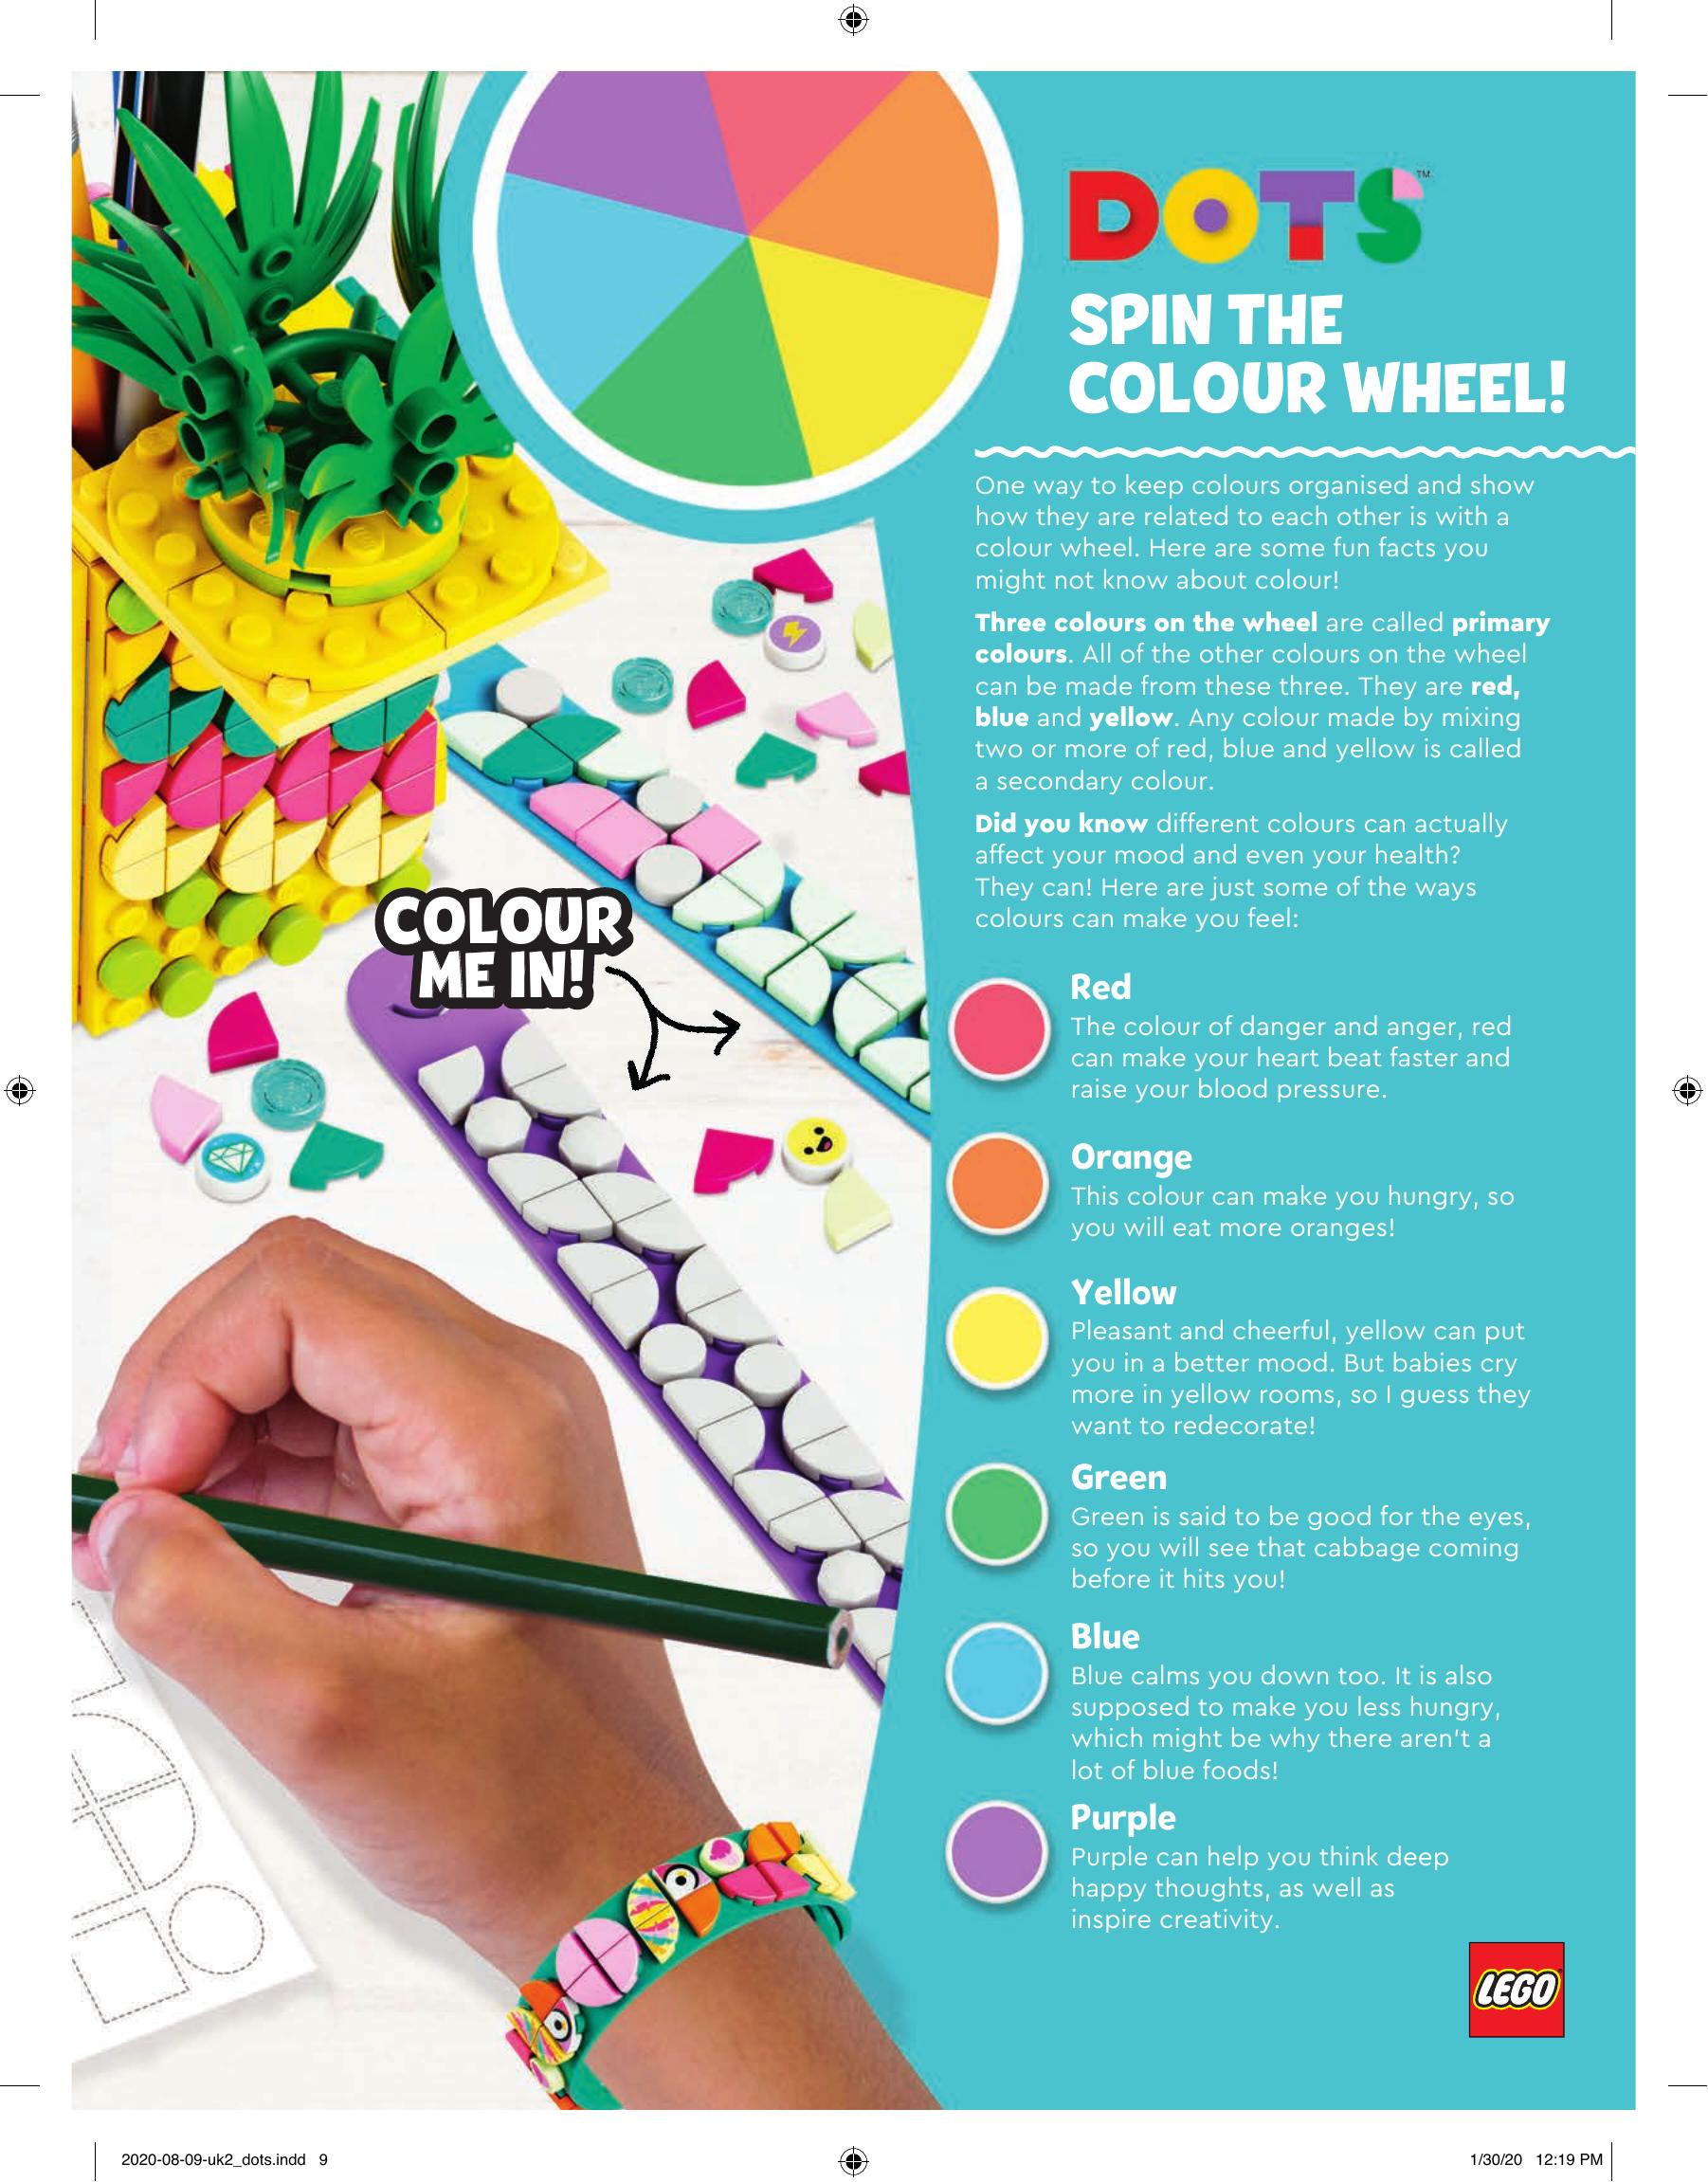 DOTS™
SPIN THE
COLOUR WHEEL!
One way to keep colours organised and show
how they are related to each other is with a
colour wheel. Here are some fun facts you
might not know about colour!
Three colours on the wheel are called primary
colours. All of the other colours on the wheel
can be made from these three. They are red,
blue and yellow. Any colour made by mixing
two or more of red, blue and yellow is called
a secondary colour.
Did you know different colours can actually
affect your mood and even your health?
They can! Here are just some of the ways
colours can make you feel:
COLOUR
ME IN!
Red
The colour of danger and anger, red
can make your heart beat faster and
raise your blood pressure.
Orange
This colour can make you hungry, so
you will eat more oranges!
Yellow
Pleasant and cheerful, yellow can put
you in a better mood. But babies cry
more in yellow rooms, so I guess they
want to redecorate!
Green
Green is said to be good for the eyes,
so you will see that cabbage coming
before it hits you!
Blue
Blue calms you down too. It is also
supposed to make you less hungry,
which might be why there aren't a
lot of blue foods!
Purple
Purple can help you think deep
happy thoughts, as well as
inspire creativity.
LEGO
2020-08-09-uk2_dots.indd 9
1/30/20 12:19 PM